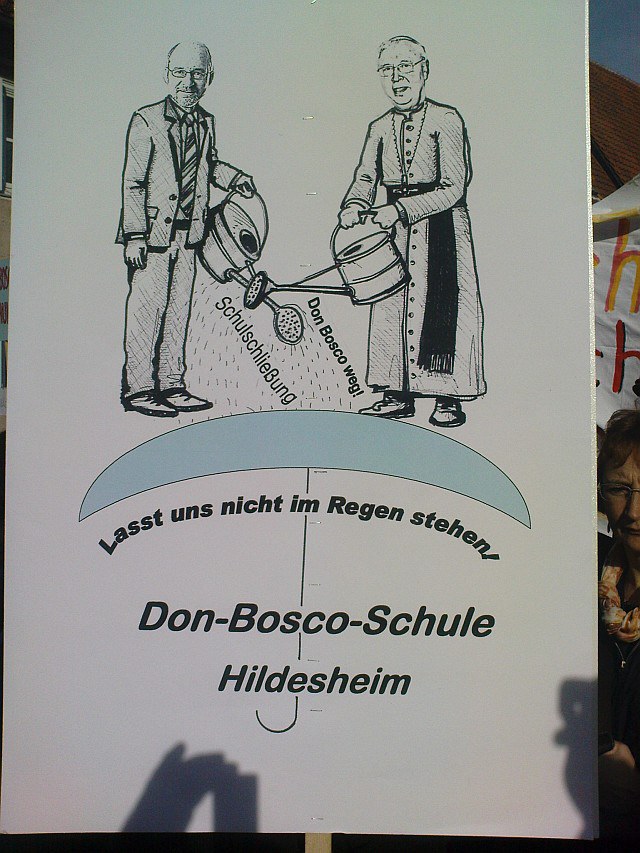 Schulschließung
Don Bosco weg!
Lasst uns nicht im Regen stehen!
Don-Bosco-Schule
Hildesheim